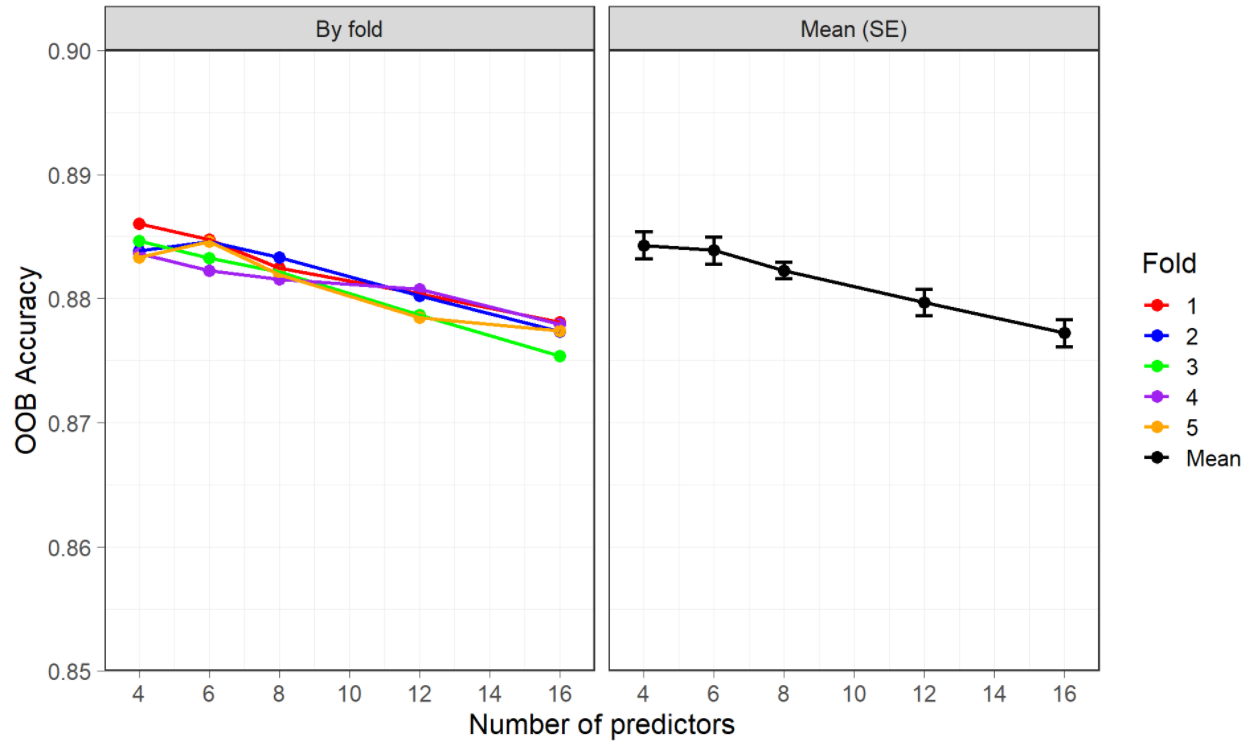 By fold
Mean (SE)
0.90
0.89
0.88
0.87
0.86
0.85
OOB Accuracy
4 6 8 10 12 14 16
4 6 8 10 12 14 16
Number of predictors
Fold
1
2
3
4
5
Mean